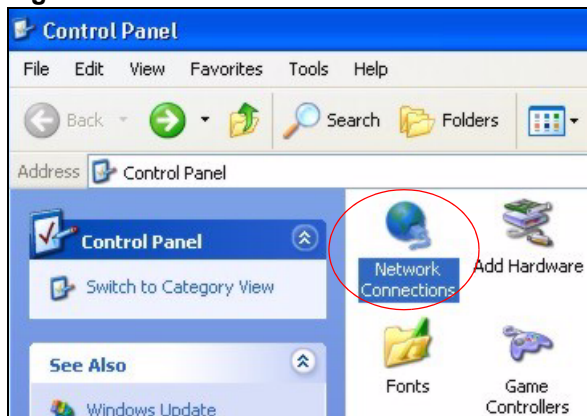 Control Panel
File Edit View Favorites Tools Help
Back Search Folders
Address Control Panel
Control Panel
Switch to Category View
See Also
Windows Update
Network
Connections
Add Hardware
Fonts
Game
Controllers